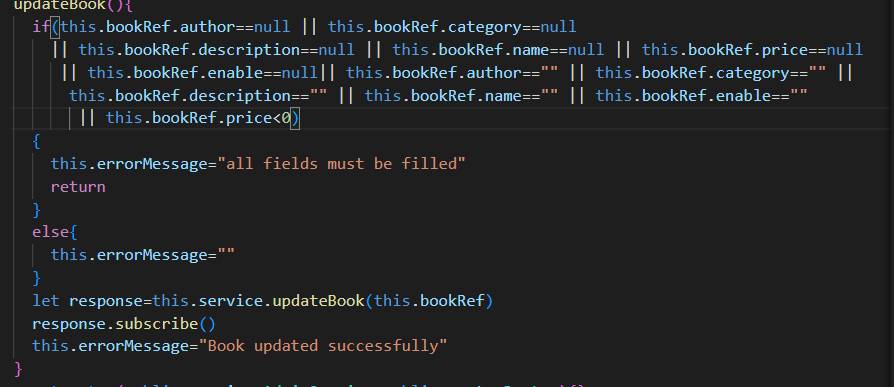 updateBook(){
if(this.bookRef.author==null || this.bookRef.category==null
|| this.bookRef.description==null || this.bookRef.name==null || this.bookRef.price==null
|| this.bookRef.enable==null|| this.bookRef.author=="" || this.bookRef.category=="" ||
this.bookRef.description=="" || this.bookRef.name=="" || this.bookRef.enable==""
|| this.bookRef.price<0)
{
this.errorMessage="all fields must be filled"
return
}
else{
this.errorMessage=""
}
let response=this.service.updateBook(this.bookRef)
response.subscribe()
this.errorMessage="Book updated successfully"
}